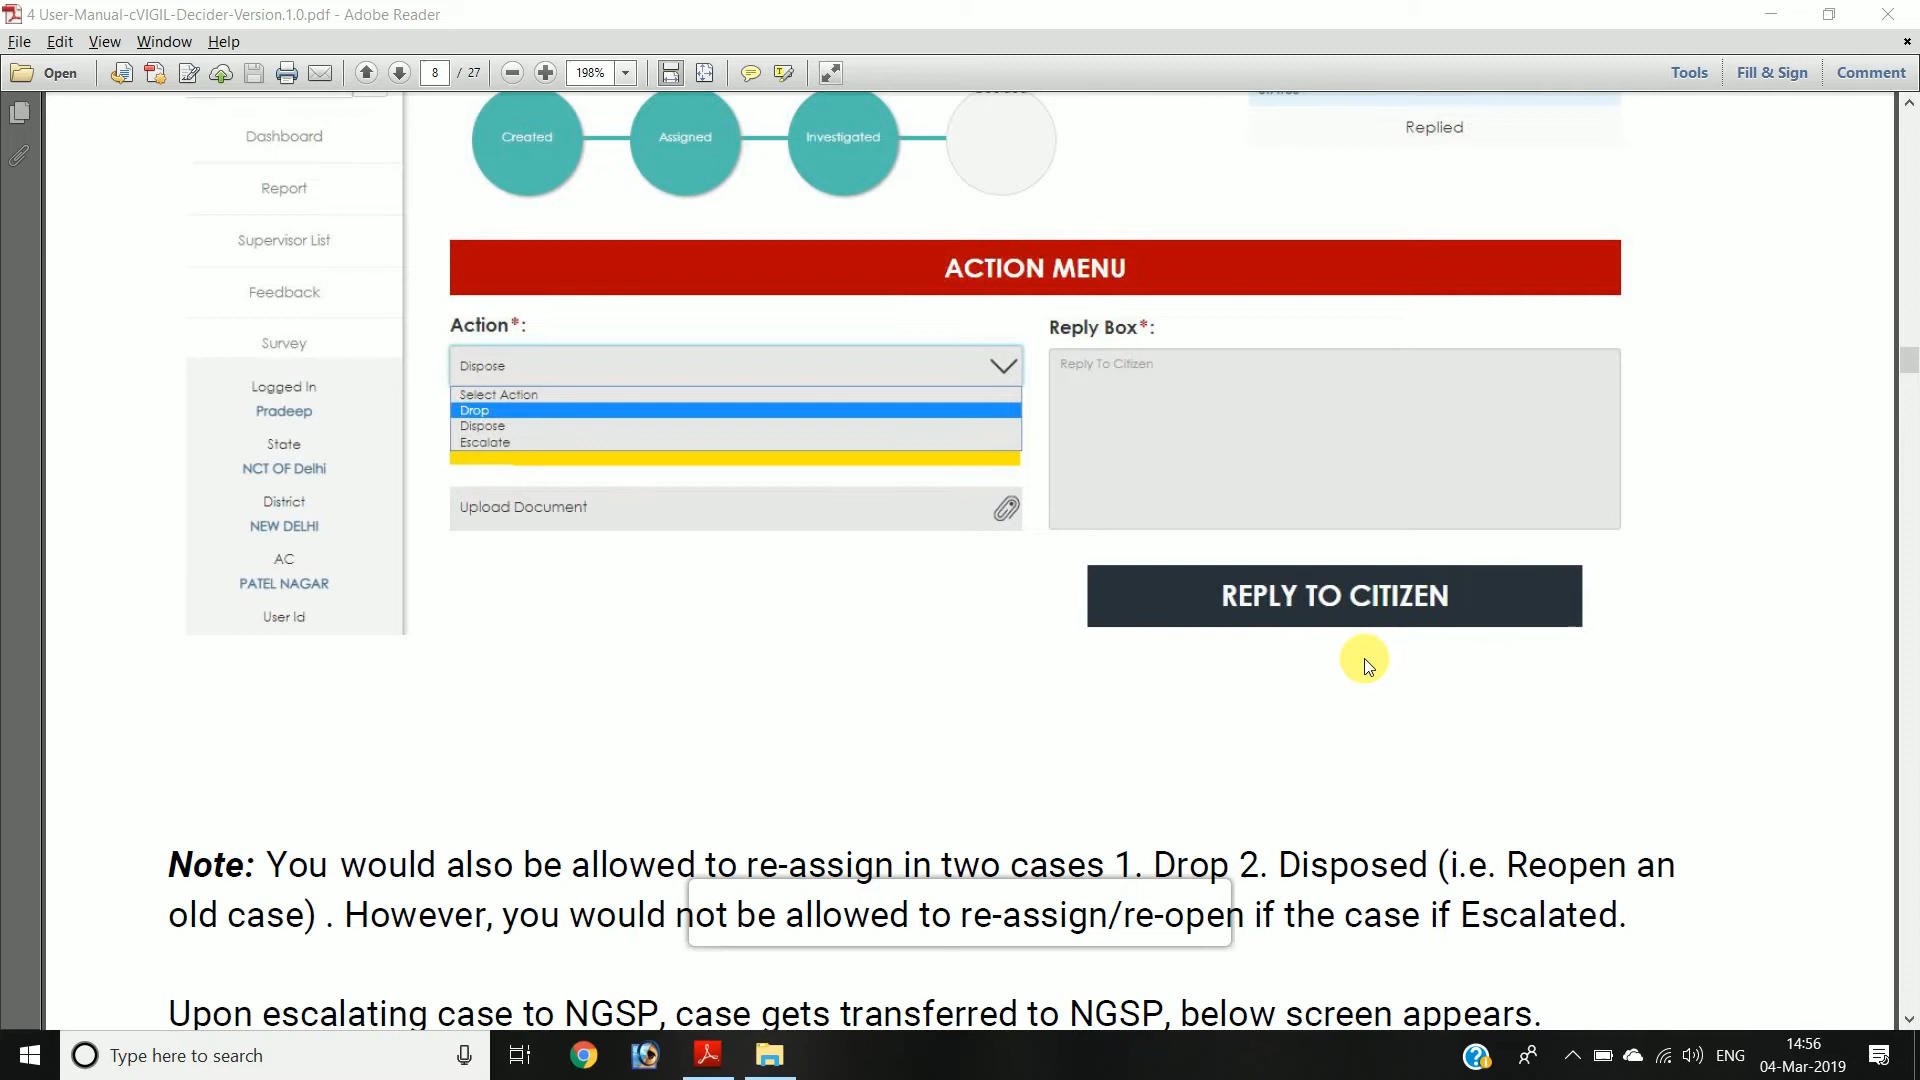 4 User-Manual-cVIGIL-Decider-Version.1.0.pdf - Adobe Reader
File Edit View Window Help
Open 8 / 27 198% Tools Fill & Sign Comment
Dashboard
Report
Supervisor List
Feedback
Survey
Logged In
Pradeep
State
NCT OF Delhi
District
NEW DELHI
AC
PATEL NAGAR
User Id
Created Assigned Investigated
Replied
ACTION MENU
Action*:
Dispose
Select Action
Drop
Dispose
Escalate
Upload Document
Reply Box*:
Reply To Citizen
REPLY TO CITIZEN
Note: You would also be allowed to re-assign in two cases 1. Drop 2. Disposed (i.e. Reopen an
old case) . However, you would not be allowed to re-assign/re-open if the case if Escalated.
Upon escalating case to NGSP, case gets transferred to NGSP, below screen appears.
Type here to search
ENG
14:56
04-Mar-2019